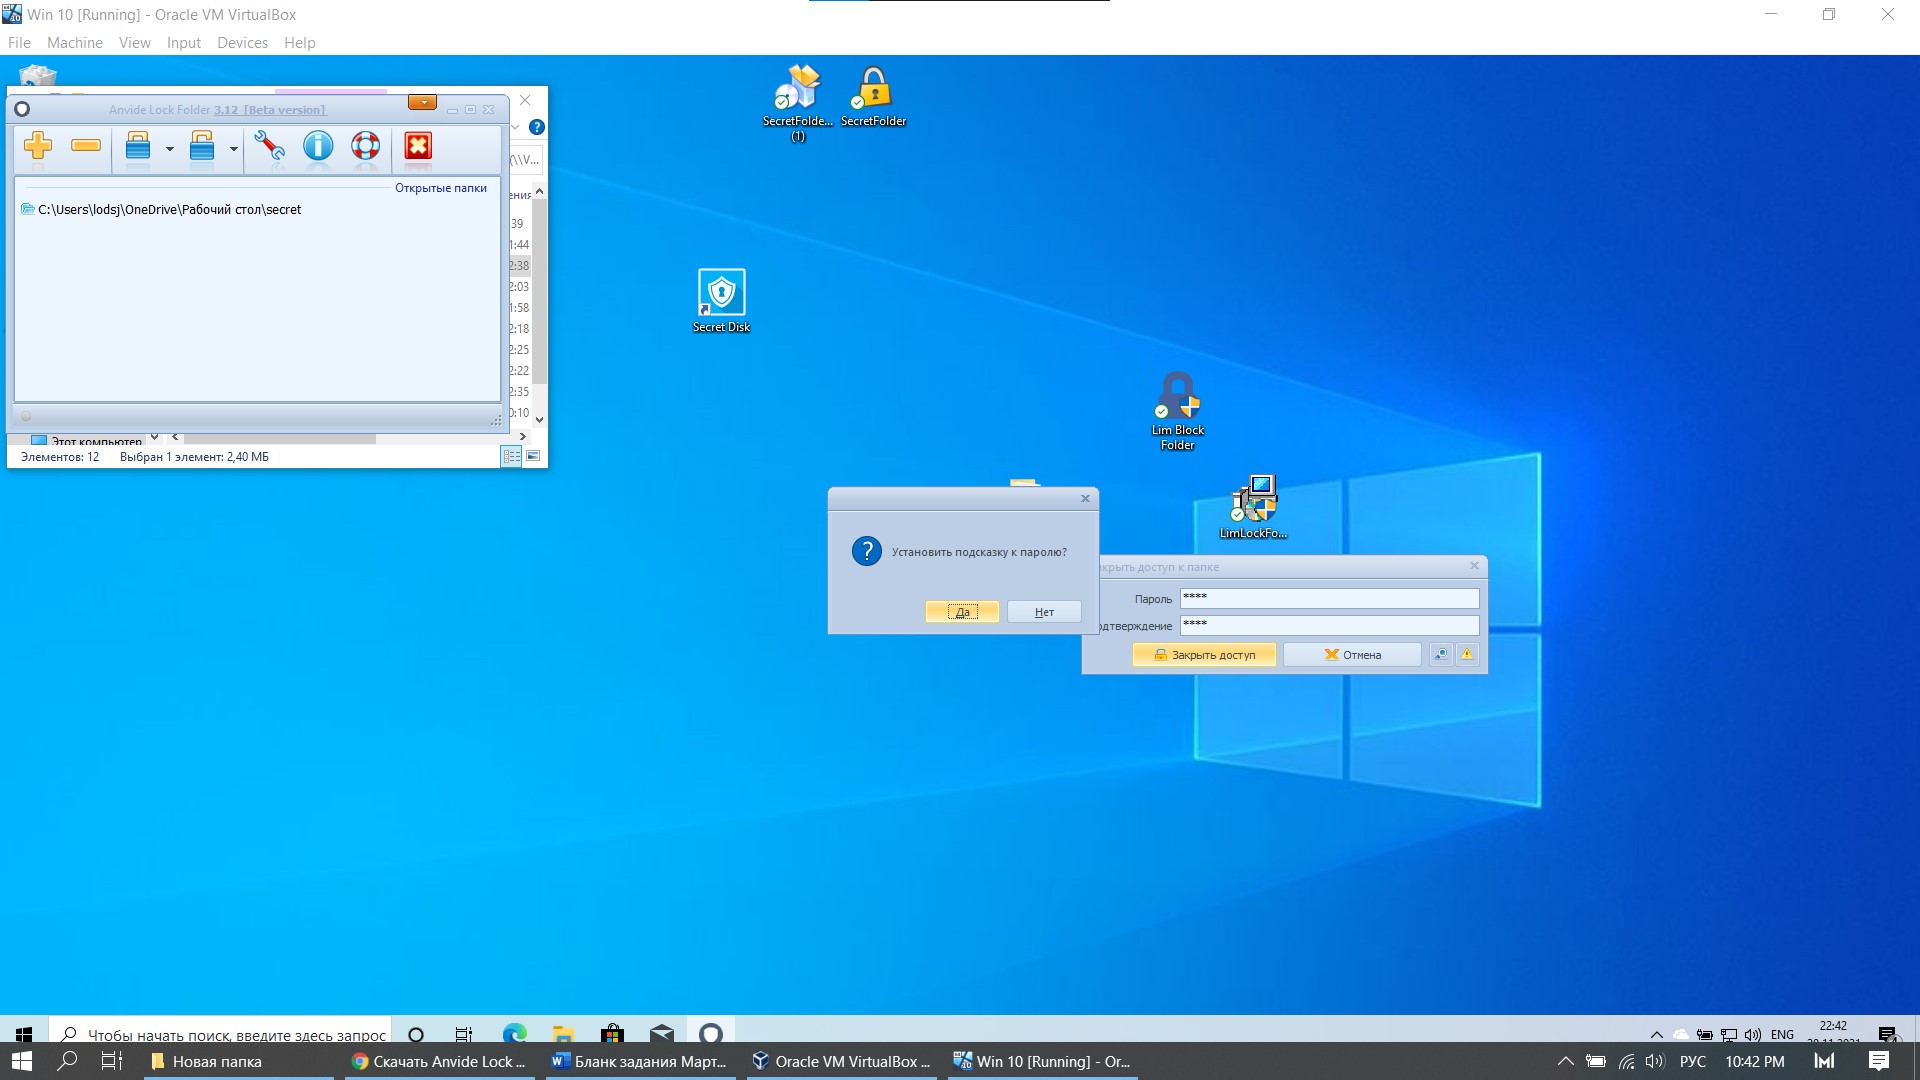 Win 10 [Running] - Oracle VM VirtualBox
File Machine View Input Devices Help
Anvide Lock Folder 3.12 [Beta version]
(\\V...
Открытые папки
C:\Users\lodsj\OneDrive\Рабочий стол\secret
39
1:44
2:38
2:03
1:58
2:18
2:25
2:22
2:35
0:10
Этот компьютер
Элементов: 12 Выбран 1 элемент: 2,40 МБ
SecretFolde...
(1)
SecretFolder
Secret Disk
Lim Block
Folder
LimLockFo...
Установить подсказку к паролю?
Да Нет
крыть доступ к папке
Пароль ****
одтверждение ****
Закрыть доступ Отмена
Чтобы начать поиск, введите здесь запрос
ENG
22:42
Новая папка
Скачать Anvide Lock ...
Бланк задания Март...
Oracle VM VirtualBox ...
Win 10 [Running] - Or...
РУС
10:42 PM